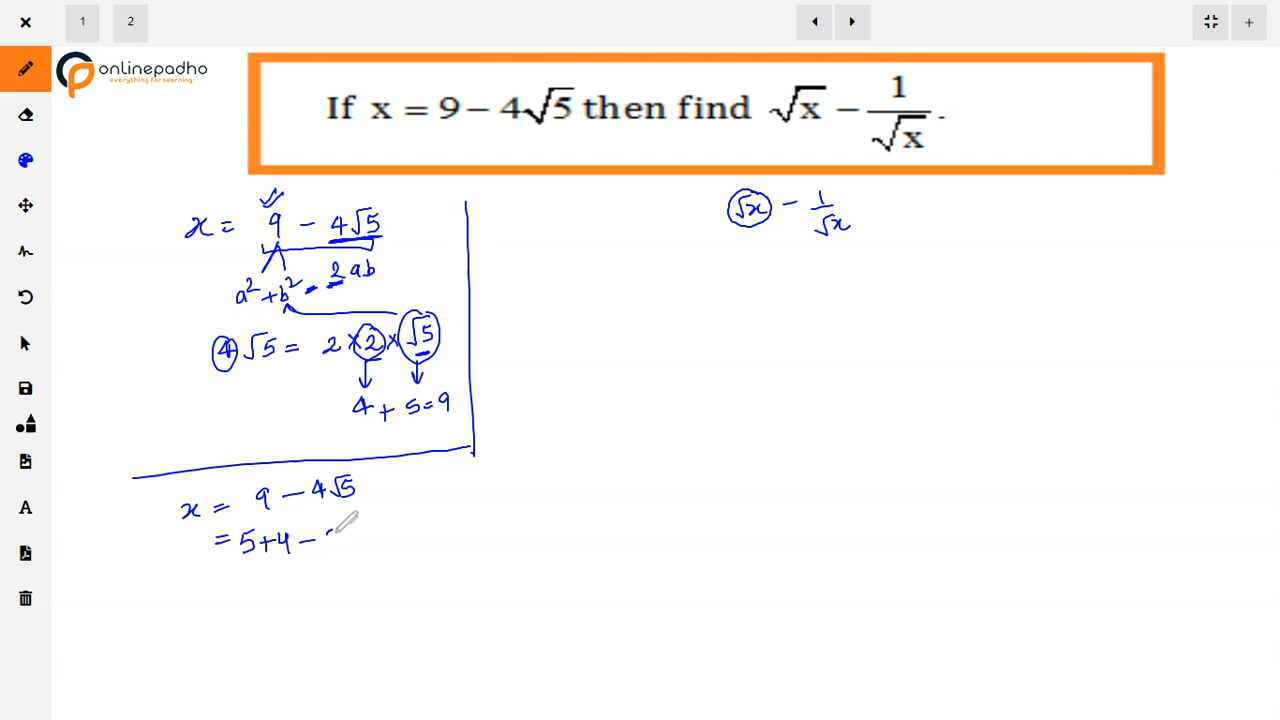 1 2
onlinepadho
everything for learning
If x = 9 − 4√5 then find √x − 1/√x .
x = 9 − 4√5
a² + b² - 2ab
4√5 = 2 × 2 × √5
4 + 5 = 9
x = 9 − 4√5
= 5+4 −
√x − 1/√x
A